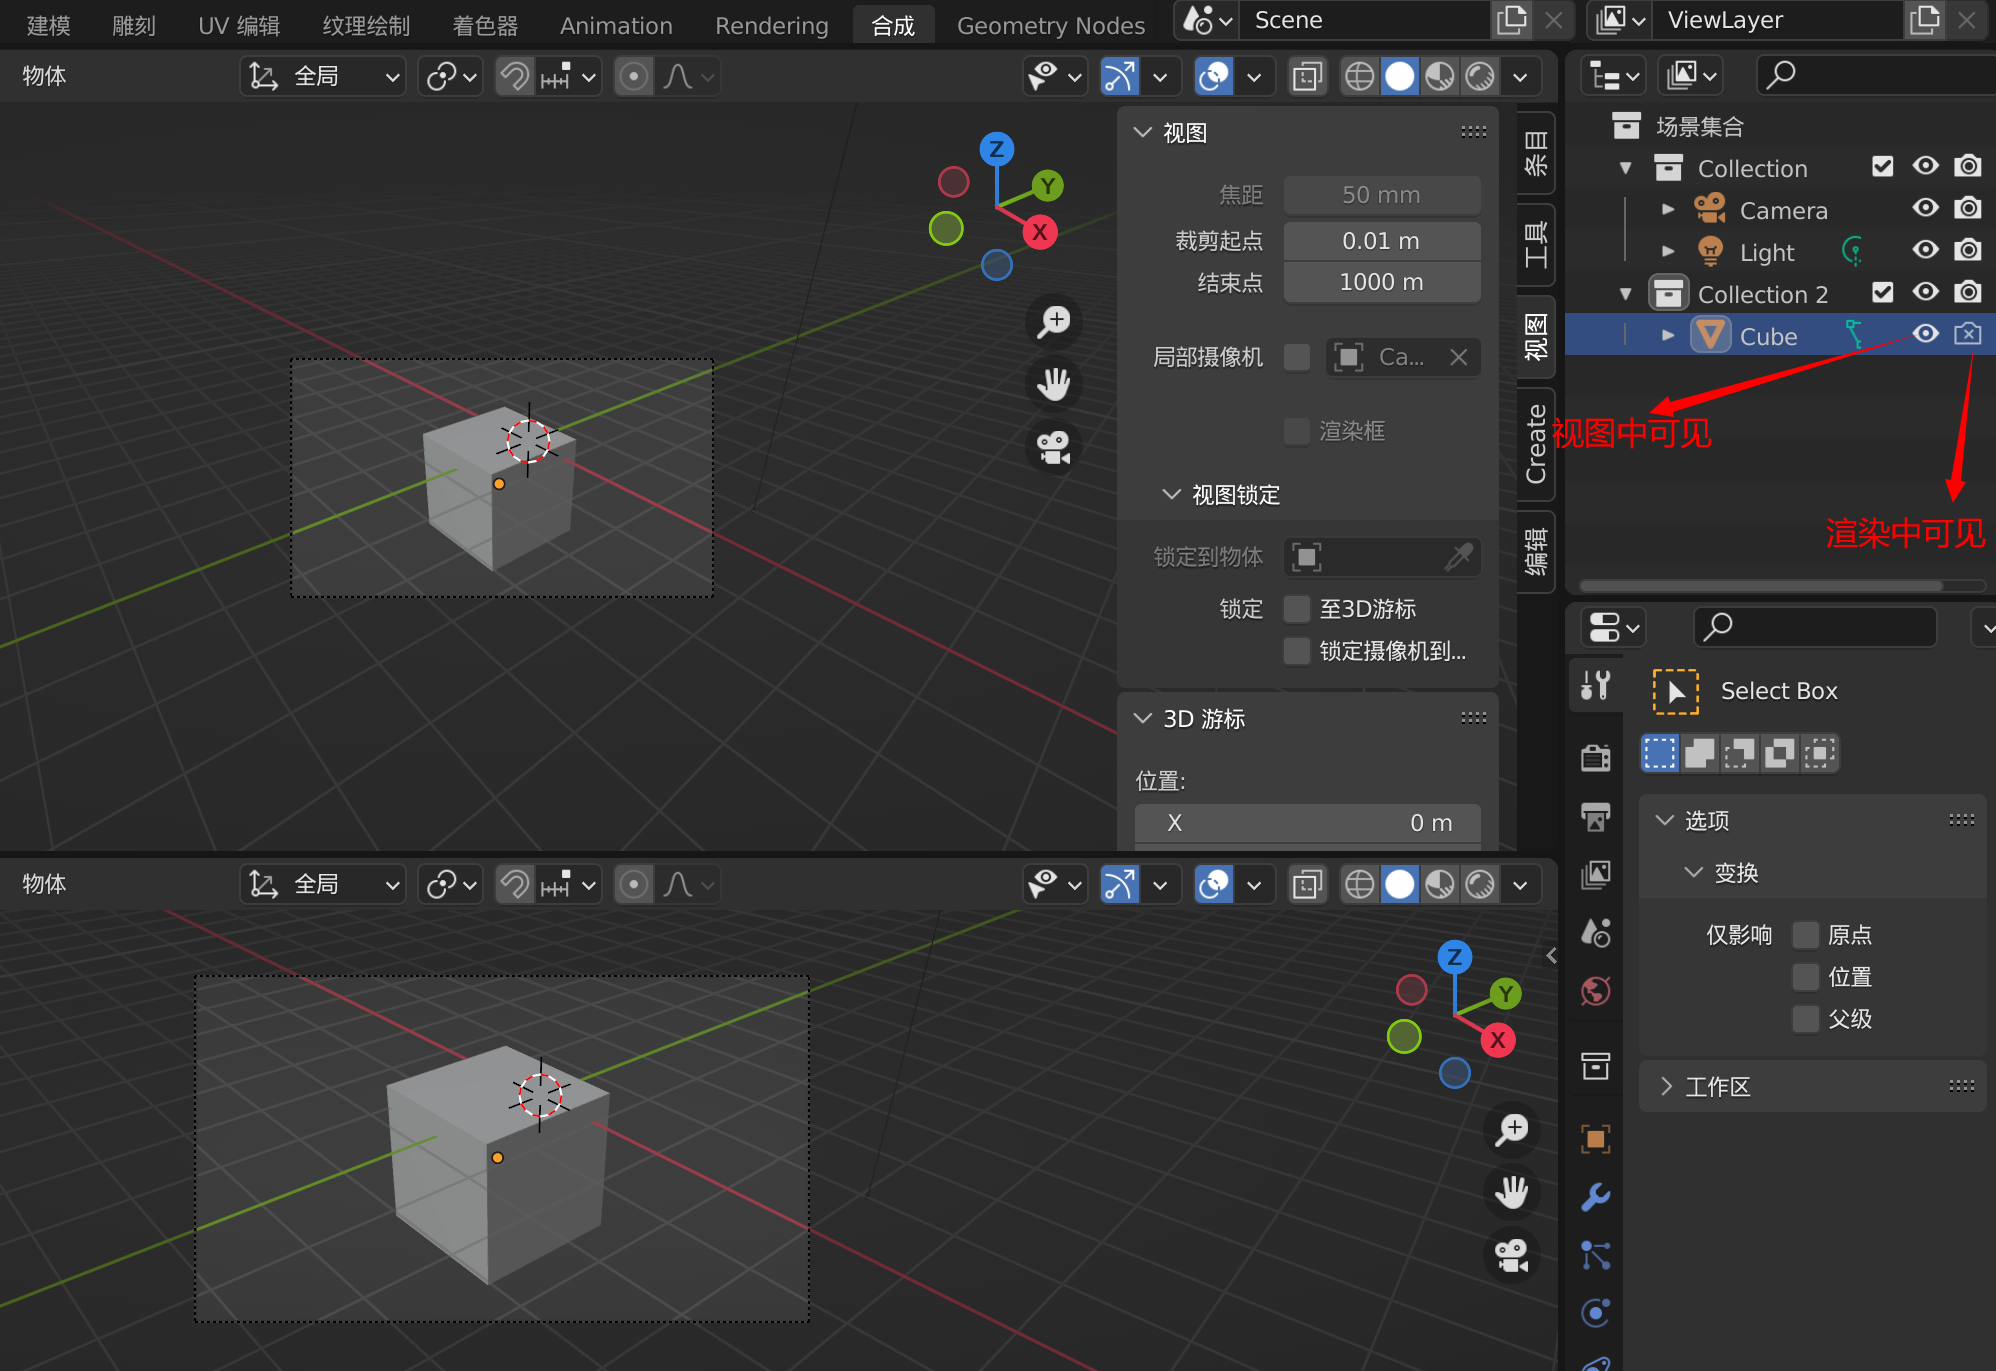 建模 雕刻 UV 编辑 纹理绘制 着色器 Animation Rendering 合成 Geometry Nodes Scene ViewLayer
物体 全局
视图
焦距 50 mm
裁剪起点 0.01 m
结束点 1000 m
局部摄像机 Ca...
渲染框
视图锁定
锁定到物体
锁定 至3D游标
锁定摄像机到...
3D 游标
位置:
X 0 m
条目
工具
视图
Create
编辑
Z
Y
X
场景集合
Collection
Camera
Light
Collection 2
Cube
视图中可见
渲染中可见
Select Box
选项
变换
仅影响 原点
位置
父级
工作区
物体 全局
Z
Y
X